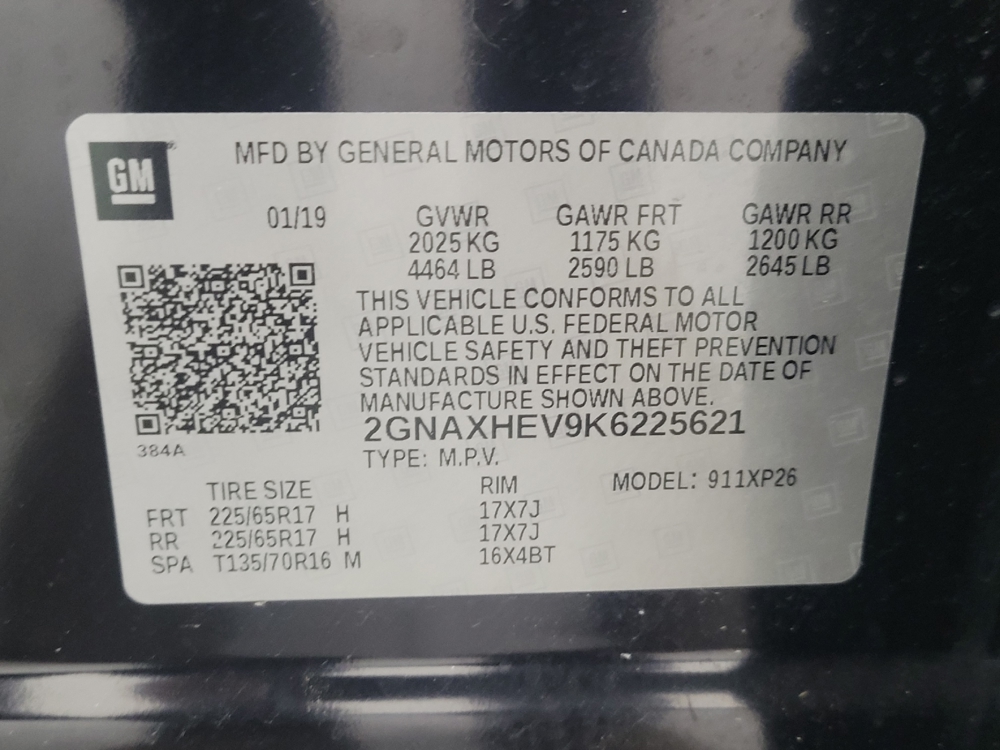 GM
MFD BY GENERAL MOTORS OF CANADA COMPANY
01/19 GVWR GAWR FRT GAWR RR
2025 KG 1175 KG 1200 KG
4464 LB 2590 LB 2645 LB
THIS VEHICLE CONFORMS TO ALL
APPLICABLE U.S. FEDERAL MOTOR
VEHICLE SAFETY AND THEFT PREVENTION
STANDARDS IN EFFECT ON THE DATE OF
MANUFACTURE SHOWN ABOVE.
2GNAXHEV9K6225621
384A
TYPE: M.P.V.
TIRE SIZE RIM MODEL: 911XP26
FRT 225/65R17 H 17X7J
RR 225/65R17 H 17X7J
SPA T135/70R16 M 16X4BT